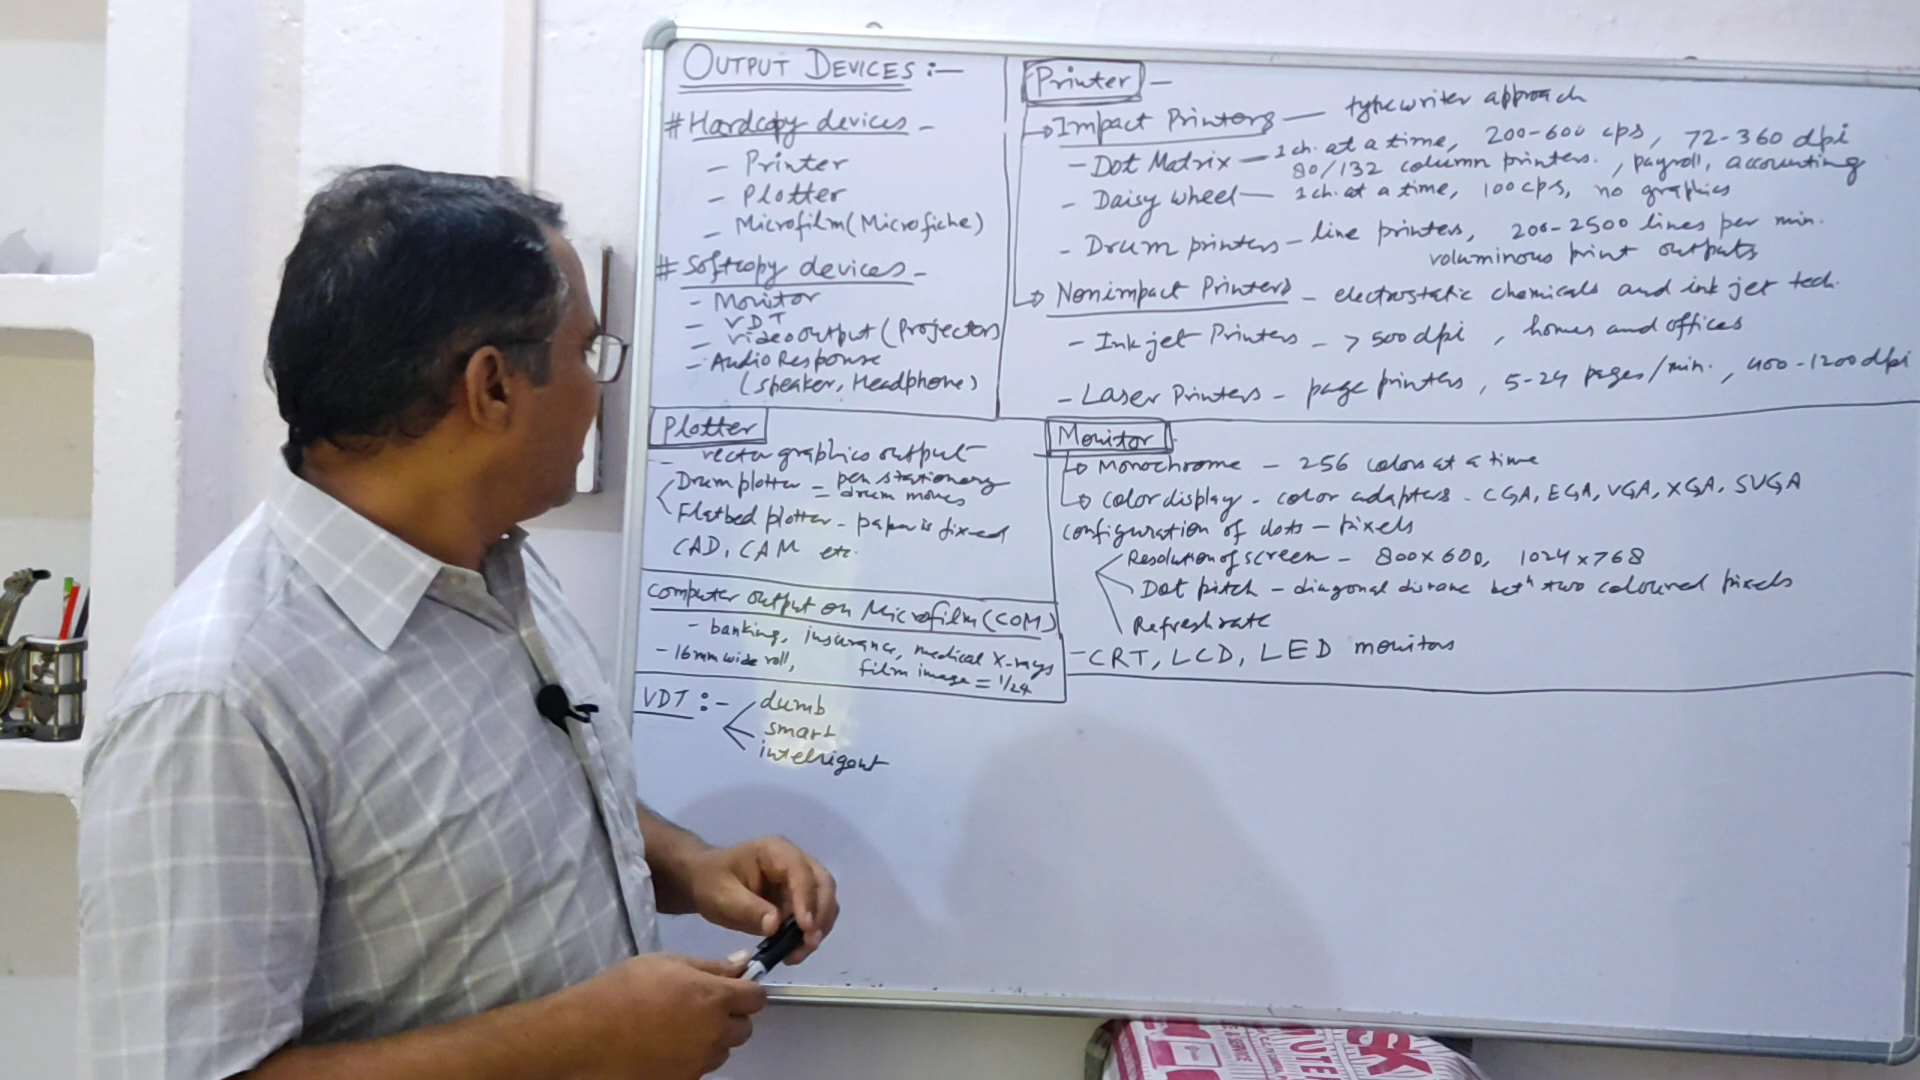 OUTPUT DEVICES :—
# Hardcopy devices -
- Printer
- Plotter
- Microfilm (Microfiche)
# Softcopy devices -
- Monitor
- VDT
- Video output (Projectors
- Audio Response
(speaker, Headphone)
Printer -
Impact Printers — typewriter approach
- Dot Matrix — 1 ch. at a time, 200-600 cps, 72-360 dpi
80/132 column printers, payroll, accounting
- Daisy wheel — 1 ch. at a time, 100 cps, no graphics
- Drum printers - line printers, 200-2500 lines per min.
voluminous print outputs
Nonimpact Printers - electrostatic chemicals and ink jet tech.
- Inkjet Printers - > 500 dpi, homes and offices
- Laser Printers - page printers, 5-24 pages/min., 400-1200 dpi
Plotter
- vector graphics output
Drum plotter - pen stationary
- drum moves
Flatbed plotter - paper is fixed
CAD, CAM etc.
Computer output on Microfilm (COM)
- banking, insurance, medical X-rays
- 16mm wide roll, film image = 1/24
VDT :- dumb
smart
intelligent
Monitor -
Monochrome - 256 colors at a time
color display - color adapters - CGA, EGA, VGA, XGA, SVGA
configuration of dots - pixels
Resolution of screen - 800 x 600, 1024 x 768
Dot pitch - diagonal distance betn two coloured pixels
Refresh rate
- CRT, LCD, LED monitors